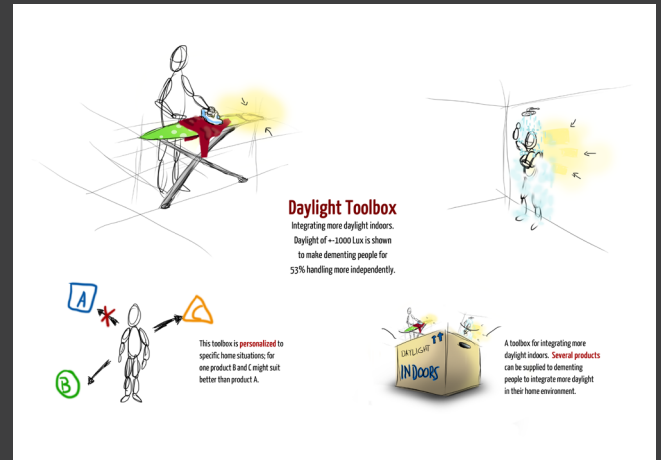 Daylight Toolbox
Integrating more daylight indoors.
Daylight of +-1000 Lux is shown
to make dementing people for
53% handling more independently.
A
C
B
This toolbox is personalized to
specific home situations; for
one product B and C might suit
better than product A.
DAYLIGHT
INDOORS
A toolbox for integrating more
daylight indoors. Several products
can be supplied to dementing
people to integrate more daylight
in their home environment.